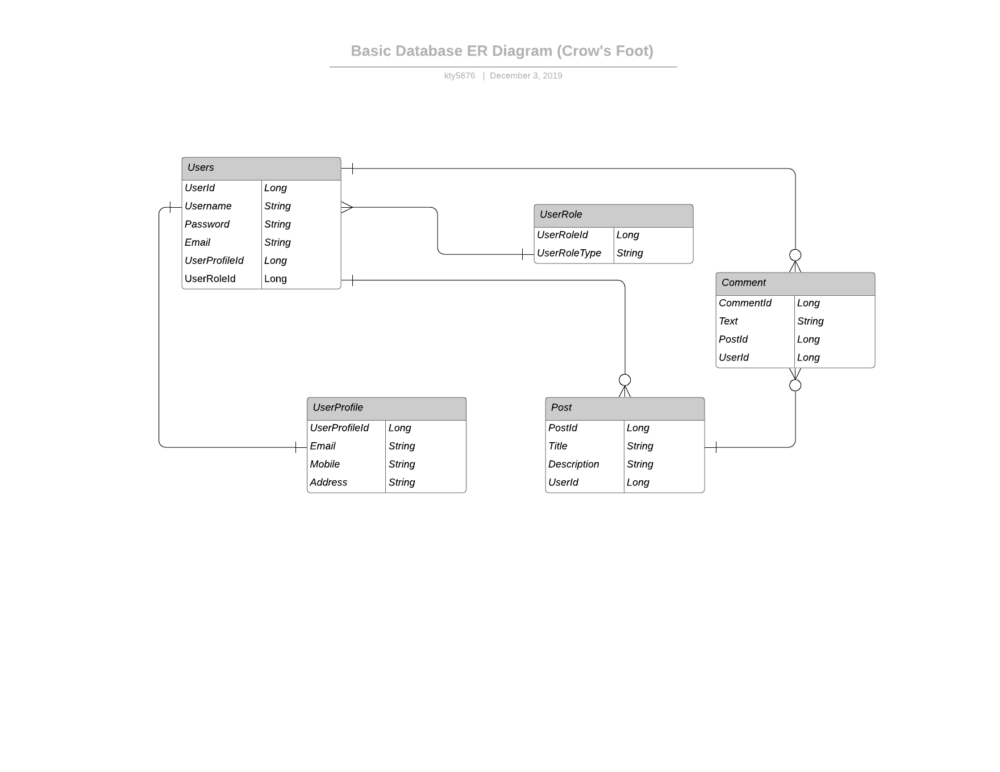 Basic Database ER Diagram (Crow's Foot)
kty5876 | December 3, 2019
Users
UserId Long
Username String
Password String
Email String
UserProfileId Long
UserRoleId Long
UserRole
UserRoleId Long
UserRoleType String
Comment
CommentId Long
Text String
PostId Long
UserId Long
UserProfile
UserProfileId Long
Email String
Mobile String
Address String
Post
PostId Long
Title String
Description String
UserId Long